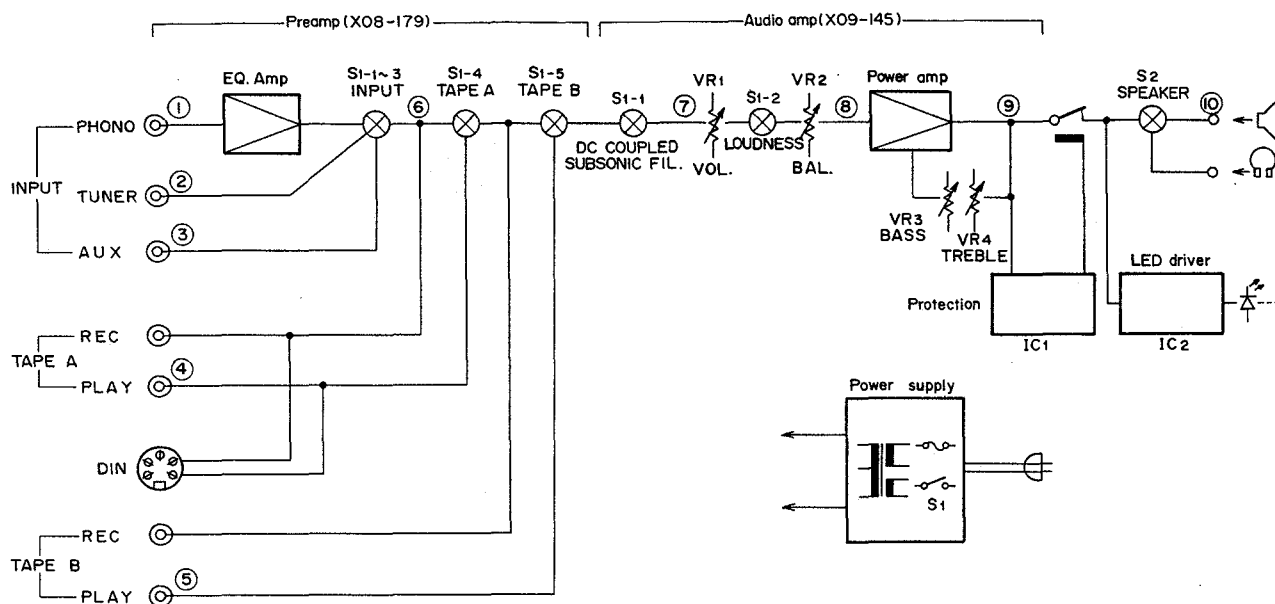 Preamp (X08-179)
Audio amp (X09-145)
EQ. Amp
S1-1~3
INPUT
⑥
S1-4
TAPE A
S1-5
TAPE B
S1-1
DC COUPLED
SUBSONIC FIL.
⑦
VR1
VOL.
S1-2
LOUDNESS
VR2
BAL.
⑧
Power amp
⑨
S2
SPEAKER
⑩
INPUT
PHONO ①
TUNER ②
AUX ③
VR3
BASS
VR4
TREBLE
Protection
IC1
LED driver
IC2
TAPE A
REC
PLAY ④
DIN
Power supply
S1
TAPE B
REC
PLAY ⑤